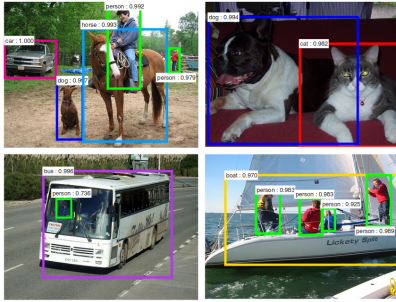 person : 0.992
horse : 0.993
car : 1.000
dog : 0.997
person : 0.979
dog : 0.994
cat : 0.982
bus : 0.996
person : 0.736
boat : 0.970
person : 0.983
person : 0.983
person : 0.925
person : 0.989
Lickety Split